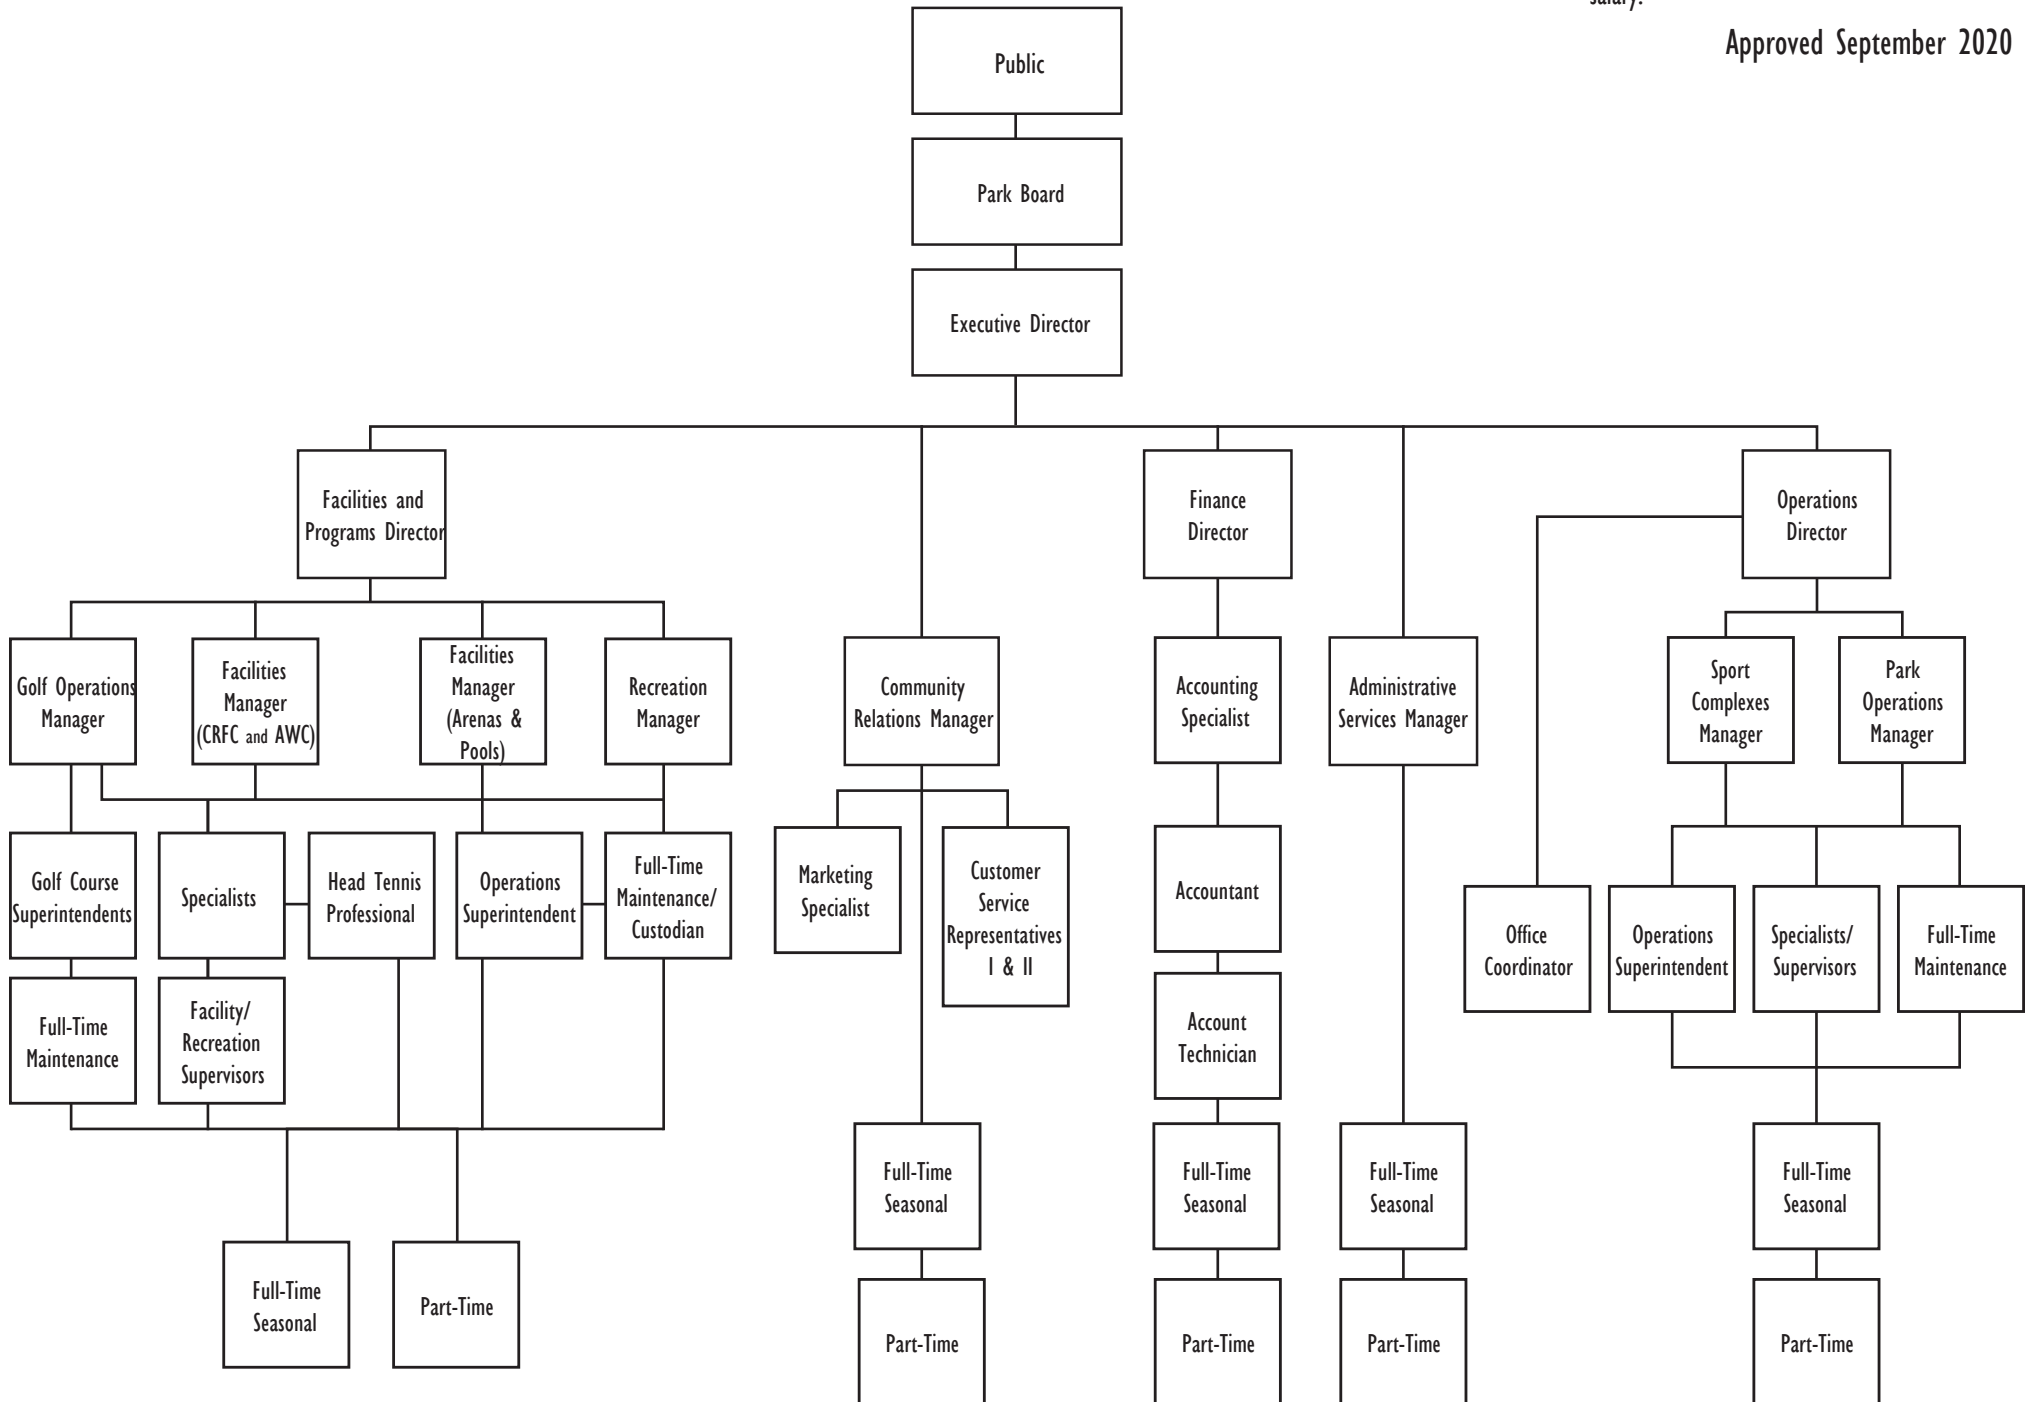 salary.
Approved September 2020
Public
Park Board
Executive Director
Facilities and
Programs Director
Finance
Director
Operations
Director
Golf Operations
Manager
Facilities
Manager
(CRFC and AWC)
Facilities
Manager
(Arenas &
Pools)
Recreation
Manager
Community
Relations Manager
Accounting
Specialist
Administrative
Services Manager
Sport
Complexes
Manager
Park
Operations
Manager
Golf Course
Superintendents
Specialists
Head Tennis
Professional
Operations
Superintendent
Full-Time
Maintenance/
Custodian
Marketing
Specialist
Customer
Service
Representatives
I & II
Accountant
Office
Coordinator
Operations
Superintendent
Specialists/
Supervisors
Full-Time
Maintenance
Full-Time
Maintenance
Facility/
Recreation
Supervisors
Account
Technician
Full-Time
Seasonal
Full-Time
Seasonal
Full-Time
Seasonal
Full-Time
Seasonal
Full-Time
Seasonal
Part-Time
Part-Time
Part-Time
Part-Time
Part-Time